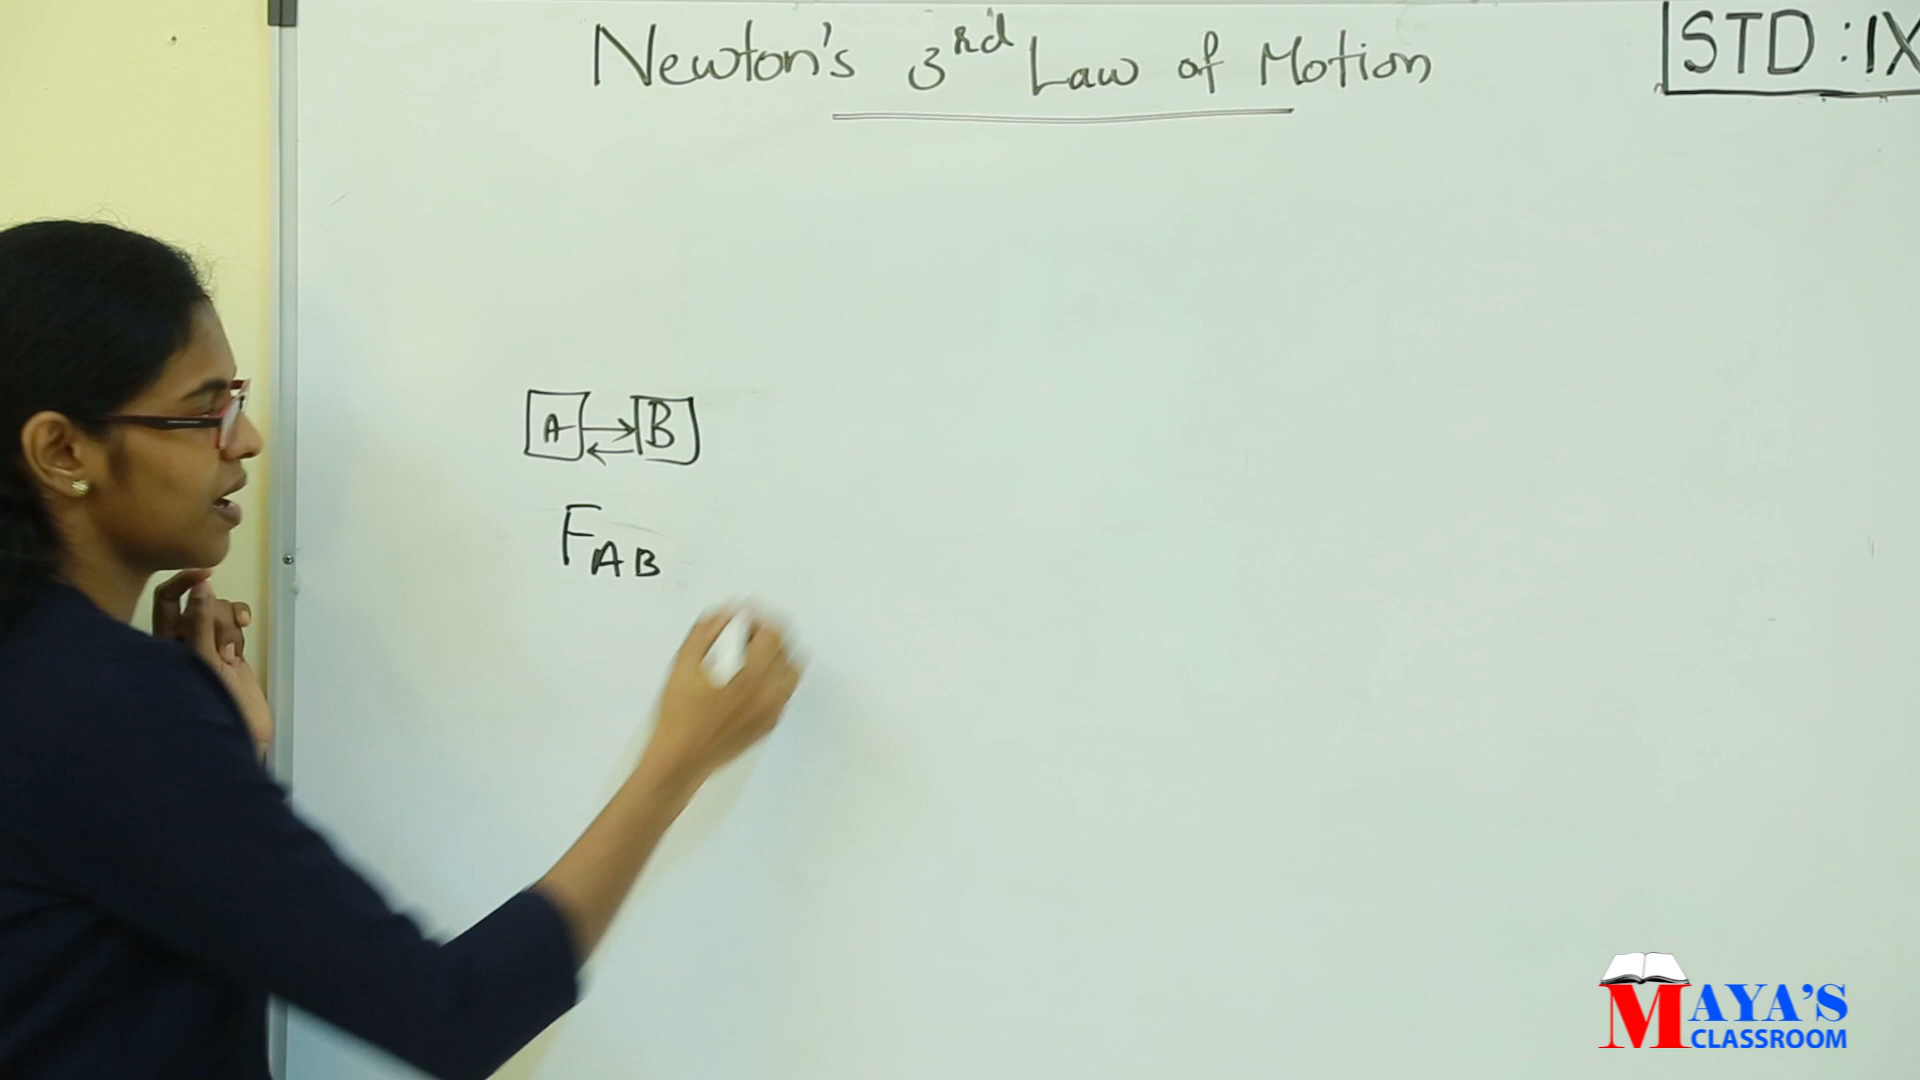 Newton's 3rd Law of Motion
STD : IX
A B
FAB
MAYA'S
CLASSROOM